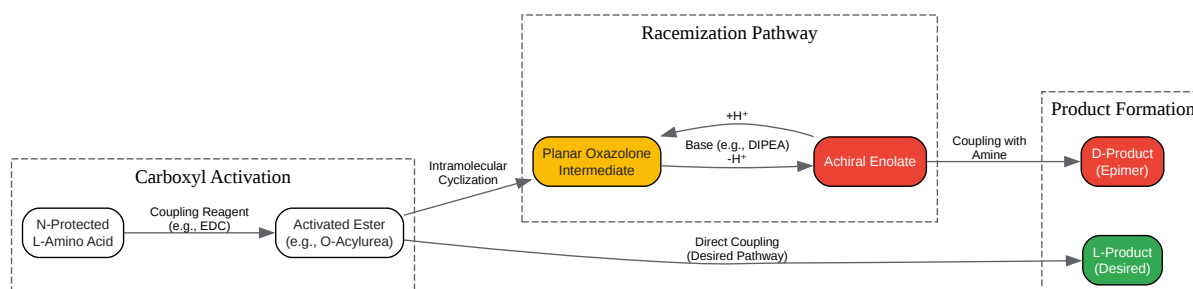 Racemization Pathway
Product Formation
Carboxyl Activation
N-Protected
L-Amino Acid
Coupling Reagent
(e.g., EDC)
Activated Ester
(e.g., O-Acylurea)
Intramolecular
Cyclization
Planar Oxazolone
Intermediate
+H⁺
Base (e.g., DIPEA)
-H⁺
Achiral Enolate
Coupling with
Amine
D-Product
(Epimer)
Direct Coupling
(Desired Pathway)
L-Product
(Desired)